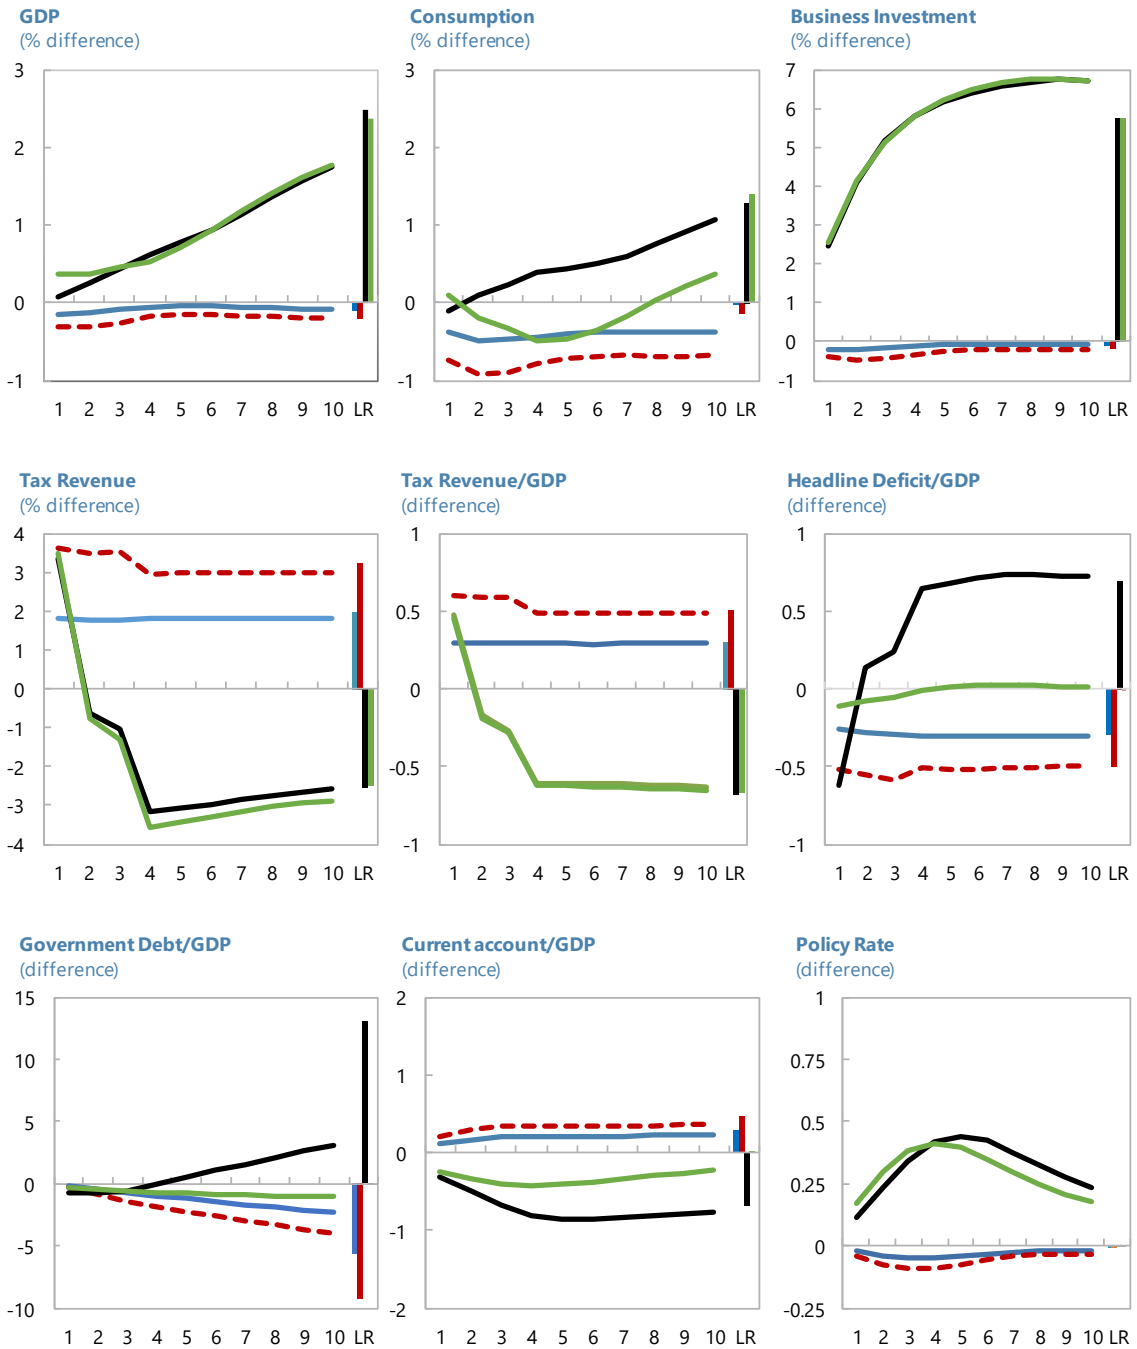 GDP
(% difference)
3
2
1
0
-1
1 2 3 4 5 6 7 8 9 10 LR
Consumption
(% difference)
3
2
1
0
-1
1 2 3 4 5 6 7 8 9 10 LR
Business Investment
(% difference)
7
6
5
4
3
2
1
0
-1
1 2 3 4 5 6 7 8 9 10 LR
Tax Revenue
(% difference)
4
3
2
1
0
-1
-2
-3
-4
1 2 3 4 5 6 7 8 9 10 LR
Tax Revenue/GDP
(difference)
1
0.5
0
-0.5
-1
1 2 3 4 5 6 7 8 9 10 LR
Headline Deficit/GDP
(difference)
1
0.5
0
-0.5
-1
1 2 3 4 5 6 7 8 9 10 LR
Government Debt/GDP
(difference)
15
10
5
0
-5
-10
1 2 3 4 5 6 7 8 9 10 LR
Current account/GDP
(difference)
2
1
0
-1
-2
1 2 3 4 5 6 7 8 9 10 LR
Policy Rate
(difference)
1
0.75
0.5
0.25
0
-0.25
1 2 3 4 5 6 7 8 9 10 LR